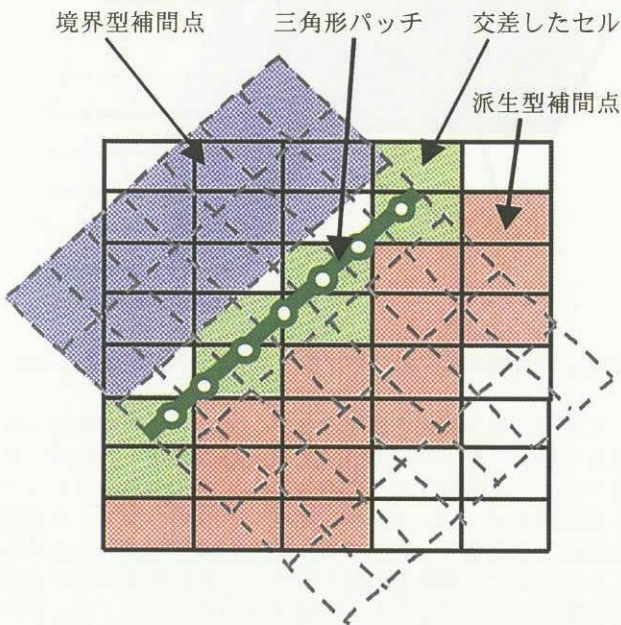 境界型補間点
三角形パッチ
交差したセル
派生型補間点